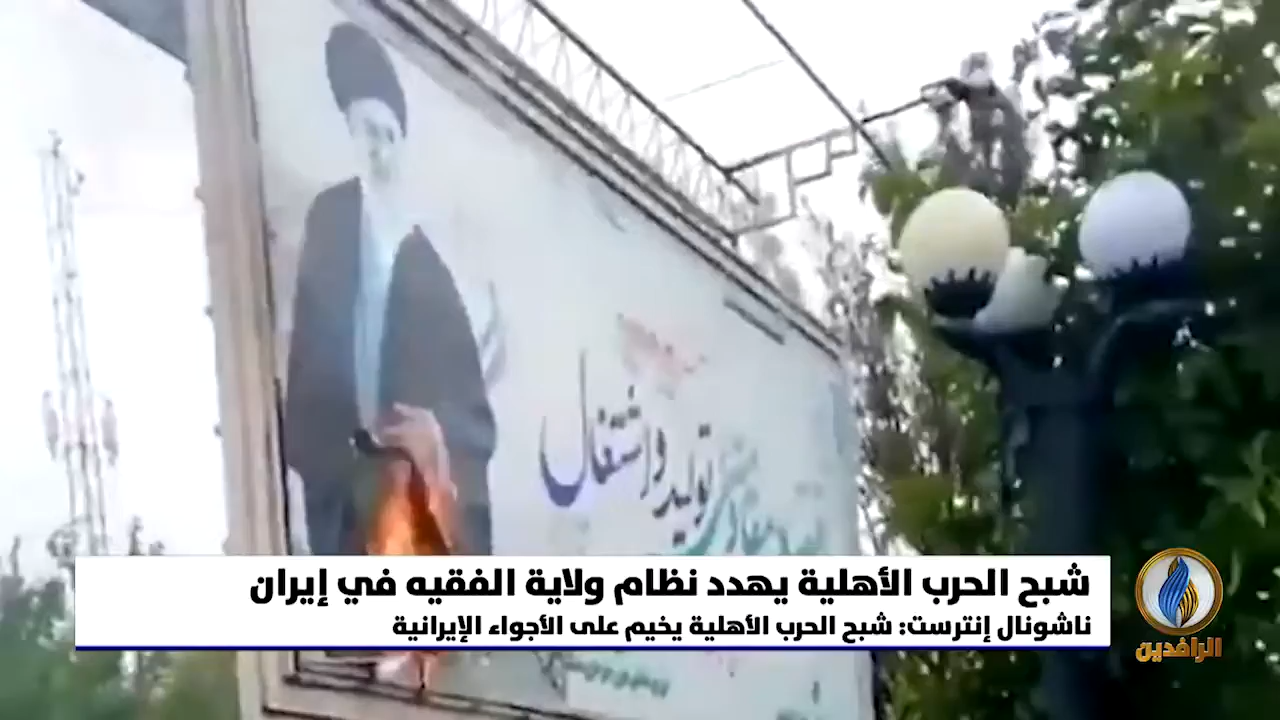 تولید و اشتغال
شبح الحرب الأهلية يهدد نظام ولاية الفقيه في إيران
ناشونال إنترست: شبح الحرب الأهلية يخيم على الأجواء الإيرانية
الرافدين